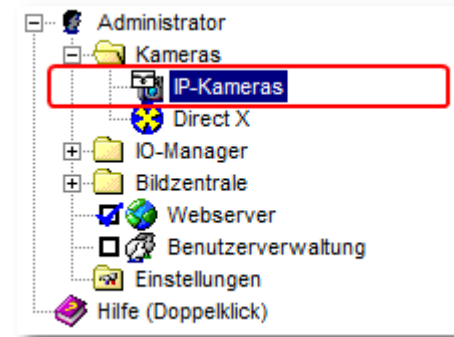 Administrator
Kameras
IP-Kameras
Direct X
IO-Manager
Bildzentrale
Webserver
Benutzerverwaltung
Einstellungen
Hilfe (Doppelklick)